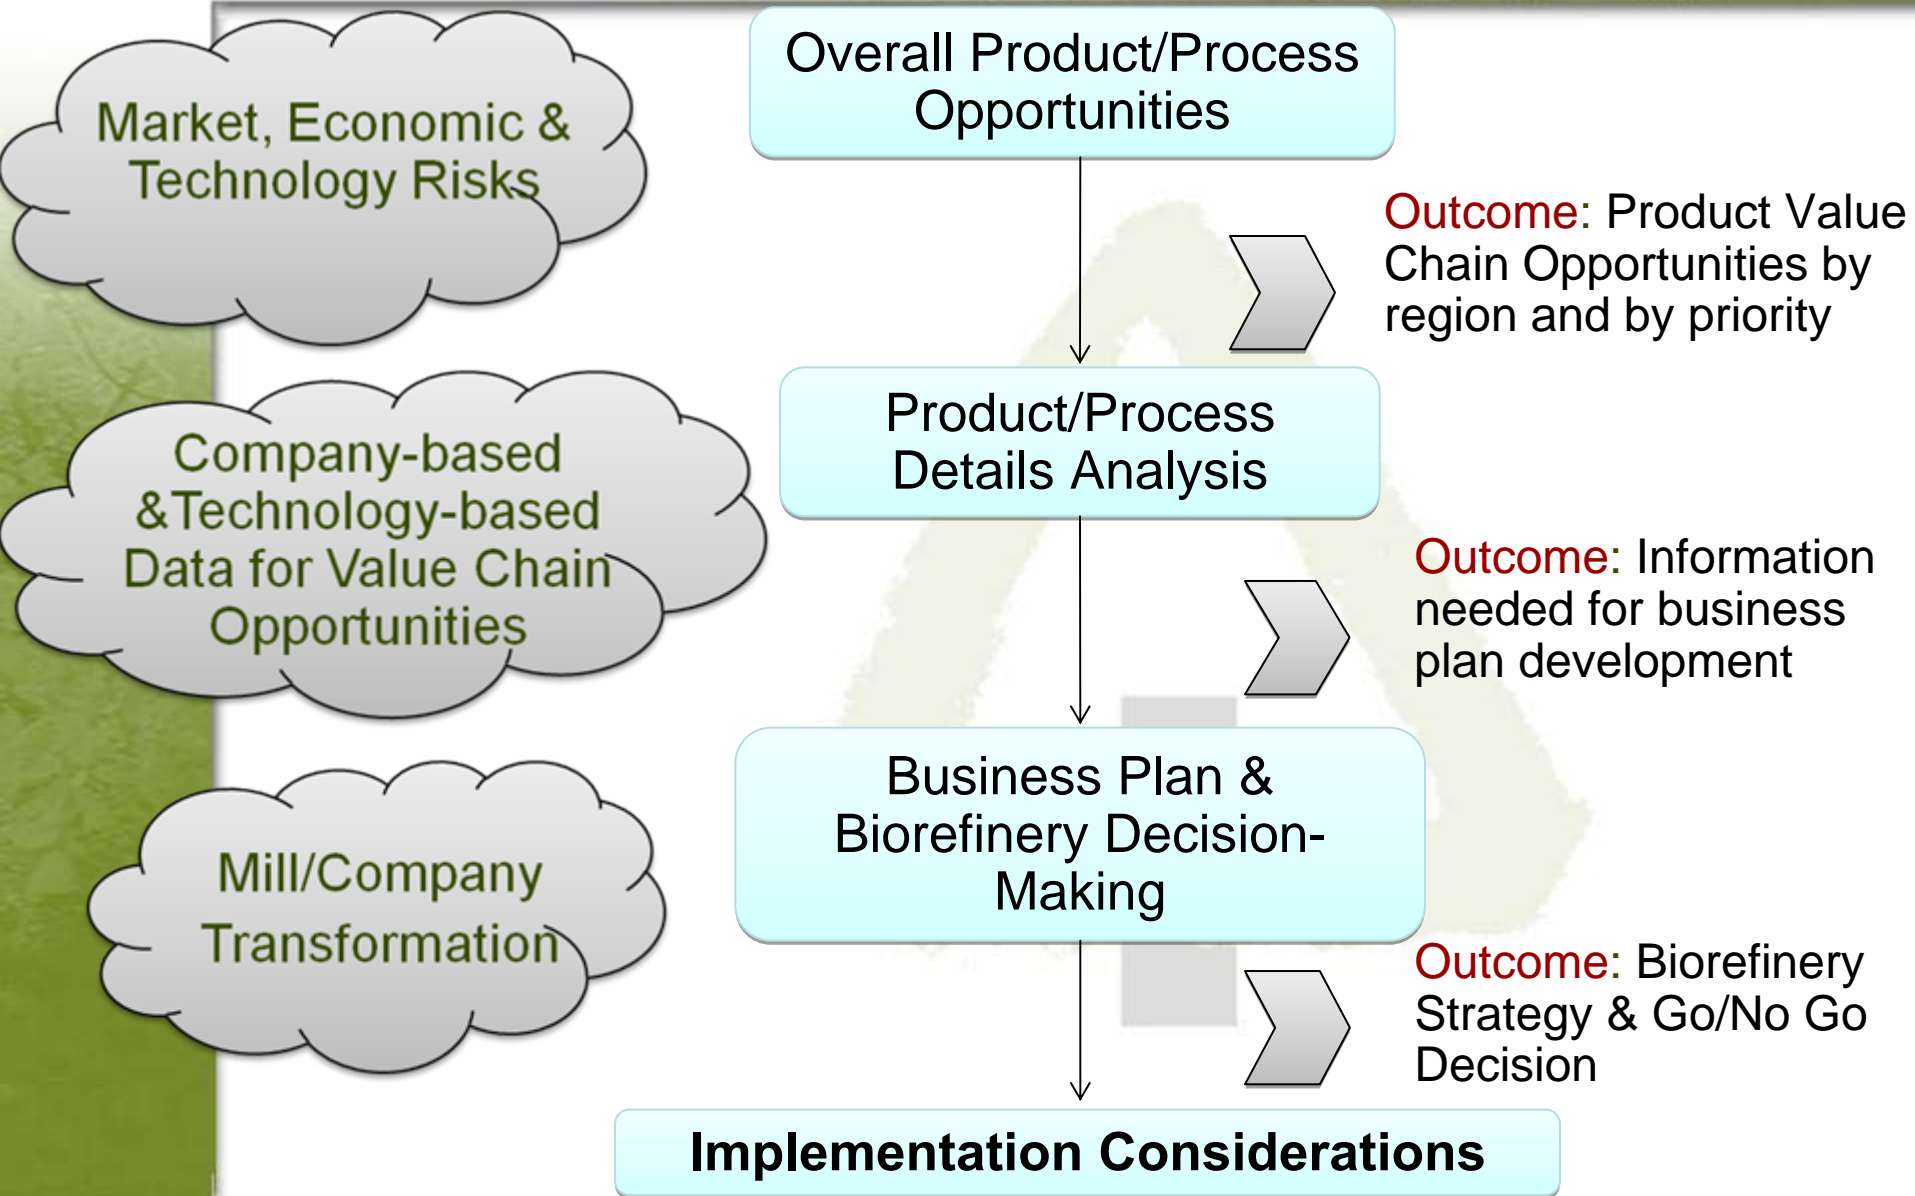 Market, Economic &
Technology Risks
Overall Product/Process
Opportunities
Outcome: Product Value
Chain Opportunities by
region and by priority
Company-based
&Technology-based
Data for Value Chain
Opportunities
Product/Process
Details Analysis
Outcome: Information
needed for business
plan development
Mill/Company
Transformation
Business Plan &
Biorefinery Decision-
Making
Outcome: Biorefinery
Strategy & Go/No Go
Decision
Implementation Considerations